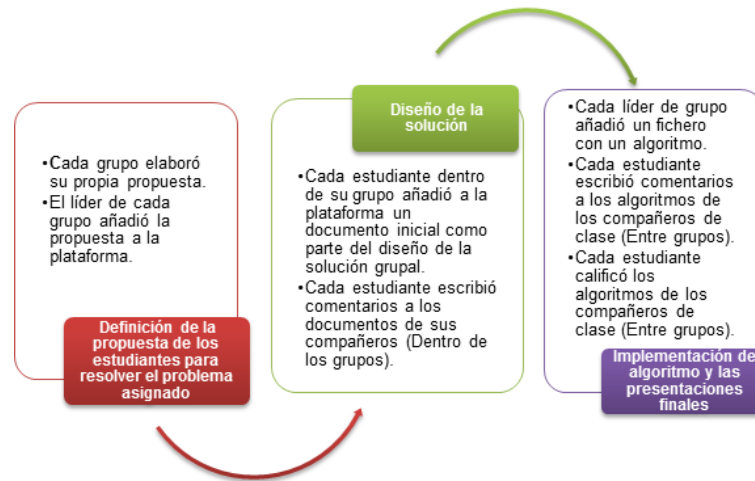 •Cada grupo elaboró
su propia propuesta.
•El líder de cada
grupo añadió la
propuesta a la
plataforma.
Definición de la
propuesta de los
estudiantes para
resolver el problema
asignado
Diseño de la
solución
•Cada estudiante dentro
de su grupo añadió a la
plataforma un
documento inicial como
parte del diseño de la
solución grupal.
•Cada estudiante escribió
comentarios a los
documentos de sus
compañeros (Dentro de
los grupos).
•Cada líder de grupo
añadió un fichero
con un algoritmo.
•Cada estudiante
escribió comentarios
a los algoritmos de
los compañeros de
clase (Entre grupos).
•Cada estudiante
calificó los
algoritmos de los
compañeros de
clase (Entre grupos).
Implementación de
algoritmo y las
presentaciones
finales